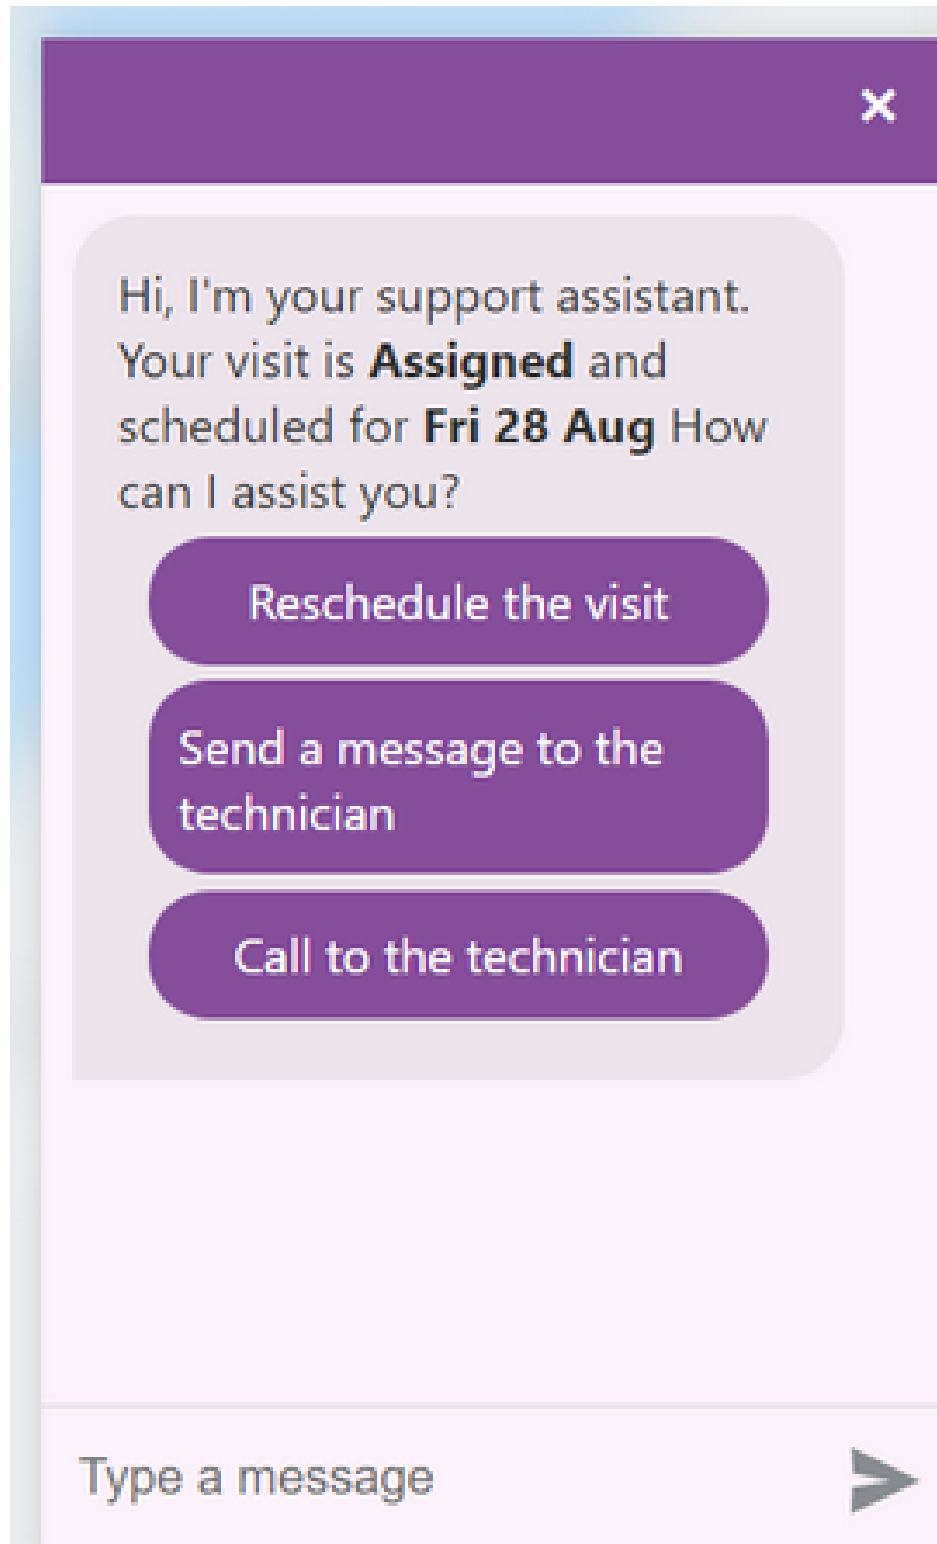 Hi, I'm your support assistant.
Your visit is Assigned and
scheduled for Fri 28 Aug How
can I assist you?
Reschedule the visit
Send a message to the
technician
Call to the technician
Type a message